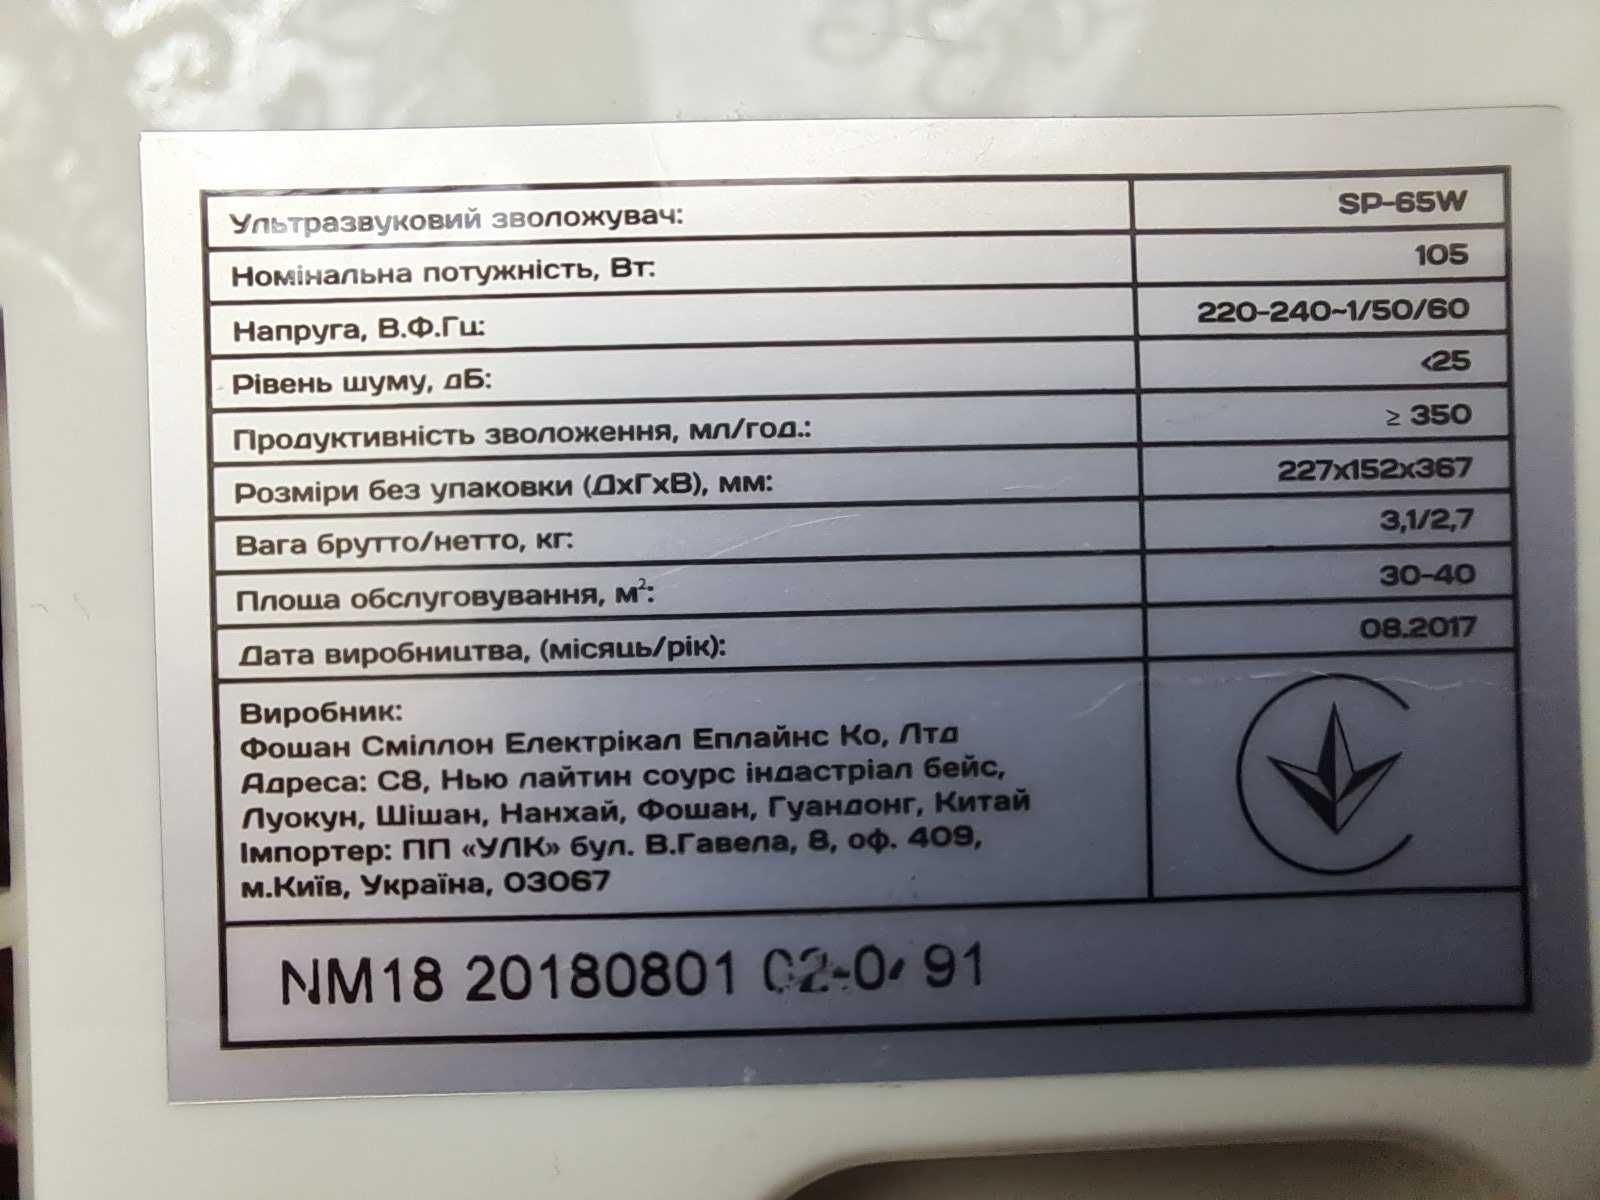 Ультразвуковий зволожувач: SP-65W
Номінальна потужність, Вт: 105
Напруга, В.Ф.Гц: 220-240~1/50/60
Рівень шуму, дБ: <25
Продуктивність зволоження, мл/год.: ≥ 350
Розміри без упаковки (ДхГхВ), мм: 227x152x367
Вага брутто/нетто, кг: 3,1/2,7
Площа обслуговування, м²: 30-40
Дата виробництва, (місяць/рік): 08.2017
Виробник:
Фошан Сміллон Електрікал Еплайнс Ко, Лтд
Адреса: С8, Нью лайтин соурс індастріал бейс,
Луокун, Шішан, Нанхай, Фошан, Гуандонг, Китай
Імпортер: ПП «УЛК» бул. В.Гавела, 8, оф. 409,
м.Київ, Україна, 03067
NM18 20180801 91